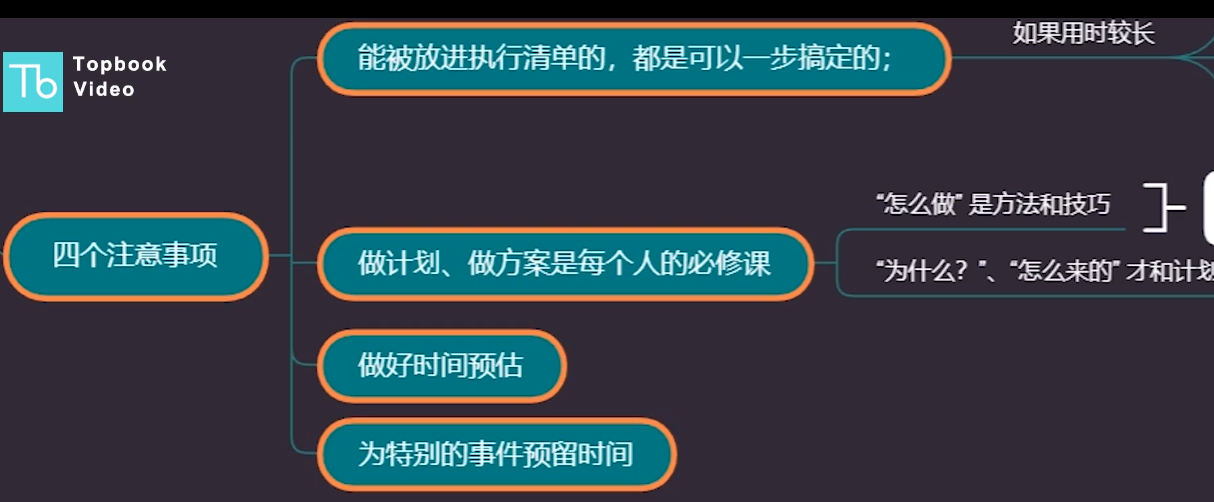 Tb
Topbook
Video
四个注意事项
能被放进执行清单的，都是可以一步搞定的；
如果用时较长
做计划、做方案是每个人的必修课
“怎么做” 是方法和技巧
“为什么？”、“怎么来的” 才和计划
做好时间预估
为特别的事件预留时间